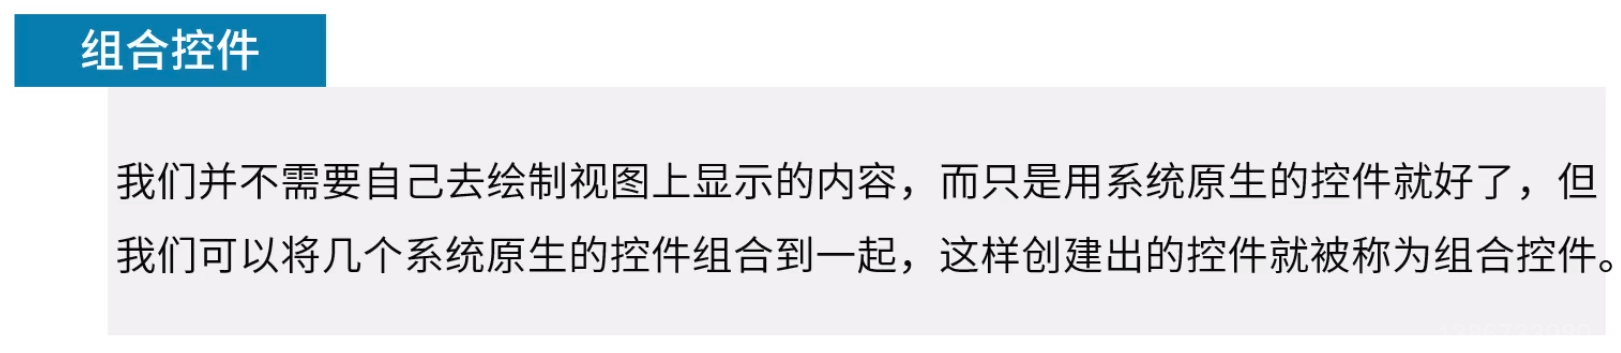 组合控件
我们并不需要自己去绘制视图上显示的内容，而只是用系统原生的控件就好了，但
我们可以将几个系统原生的控件组合到一起，这样创建出的控件就被称为组合控件。